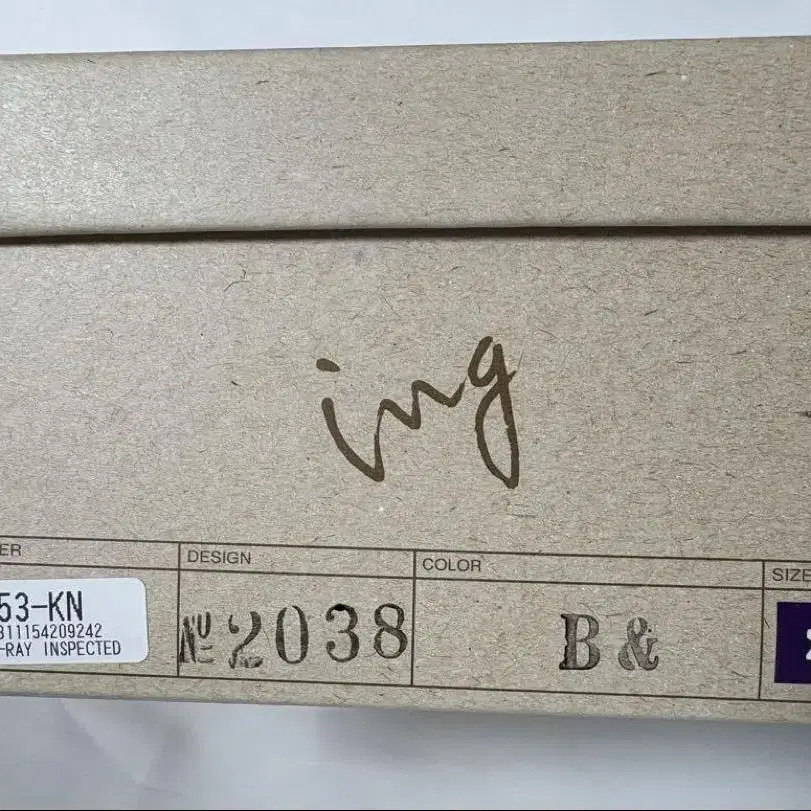 ing
ER DESIGN COLOR SIZE
53-KN
311154209242
-RAY INSPECTED
№ 2038
B &